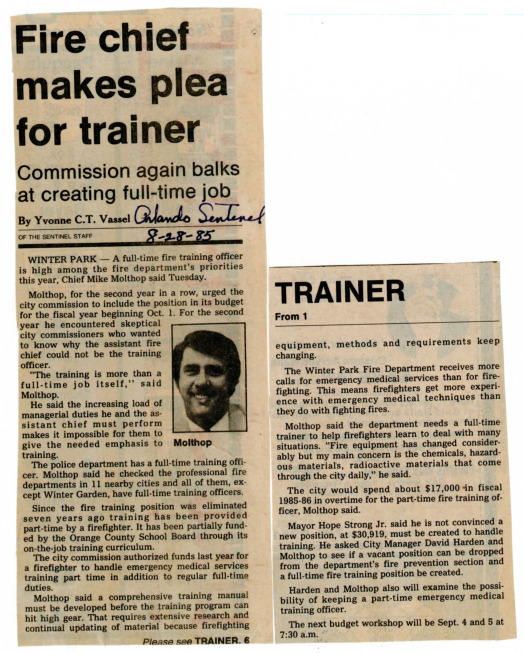 Fire chief
makes plea
for trainer
Commission again balks
at creating full-time job
By Yvonne C.T. Vassel Orlando Sentinel
OF THE SENTINEL STAFF 8-28-85
WINTER PARK — A full-time fire training officer
is high among the fire department's priorities
this year, Chief Mike Molthop said Tuesday.
Molthop, for the second year in a row, urged the
city commission to include the position in its budget
for the fiscal year beginning Oct. 1. For the second
year he encountered skeptical
city commissioners who wanted
to know why the assistant fire
chief could not be the training
officer.
"The training is more than a
full-time job itself," said
Molthop.
He said the increasing load of
managerial duties he and the as-
sistant chief must perform
makes it impossible for them to
give the needed emphasis to
training.
Molthop
The police department has a full-time training offi-
cer. Molthop said he checked the professional fire
departments in 11 nearby cities and all of them, ex-
cept Winter Garden, have full-time training officers.
Since the fire training position was eliminated
seven years ago training has been provided
part-time by a firefighter. It has been partially fund-
ed by the Orange County School Board through its
on-the-job training curriculum.
The city commission authorized funds last year for
a firefighter to handle emergency medical services
training part time in addition to regular full-time
duties.
Molthop said a comprehensive training manual
must be developed before the training program can
hit high gear. That requires extensive research and
continual updating of material because firefighting
Please see TRAINER, 6
TRAINER
From 1
equipment, methods and requirements keep
changing.
The Winter Park Fire Department receives more
calls for emergency medical services than for fire-
fighting. This means firefighters get more experi-
ence with emergency medical techniques than
they do with fighting fires.
Molthop said the department needs a full-time
trainer to help firefighters learn to deal with many
situations. "Fire equipment has changed consider-
ably but my main concern is the chemicals, hazard-
ous materials, radioactive materials that come
through the city daily," he said.
The city would spend about $17,000 in fiscal
1985-86 in overtime for the part-time fire training of-
ficer, Molthop said.
Mayor Hope Strong Jr. said he is not convinced a
new position, at $30,919, must be created to handle
training. He asked City Manager David Harden and
Molthop to see if a vacant position can be dropped
from the department's fire prevention section and
a full-time fire training position be created.
Harden and Molthop also will examine the possi-
bility of keeping a part-time emergency medical
training officer.
The next budget workshop will be Sept. 4 and 5 at
7:30 a.m.